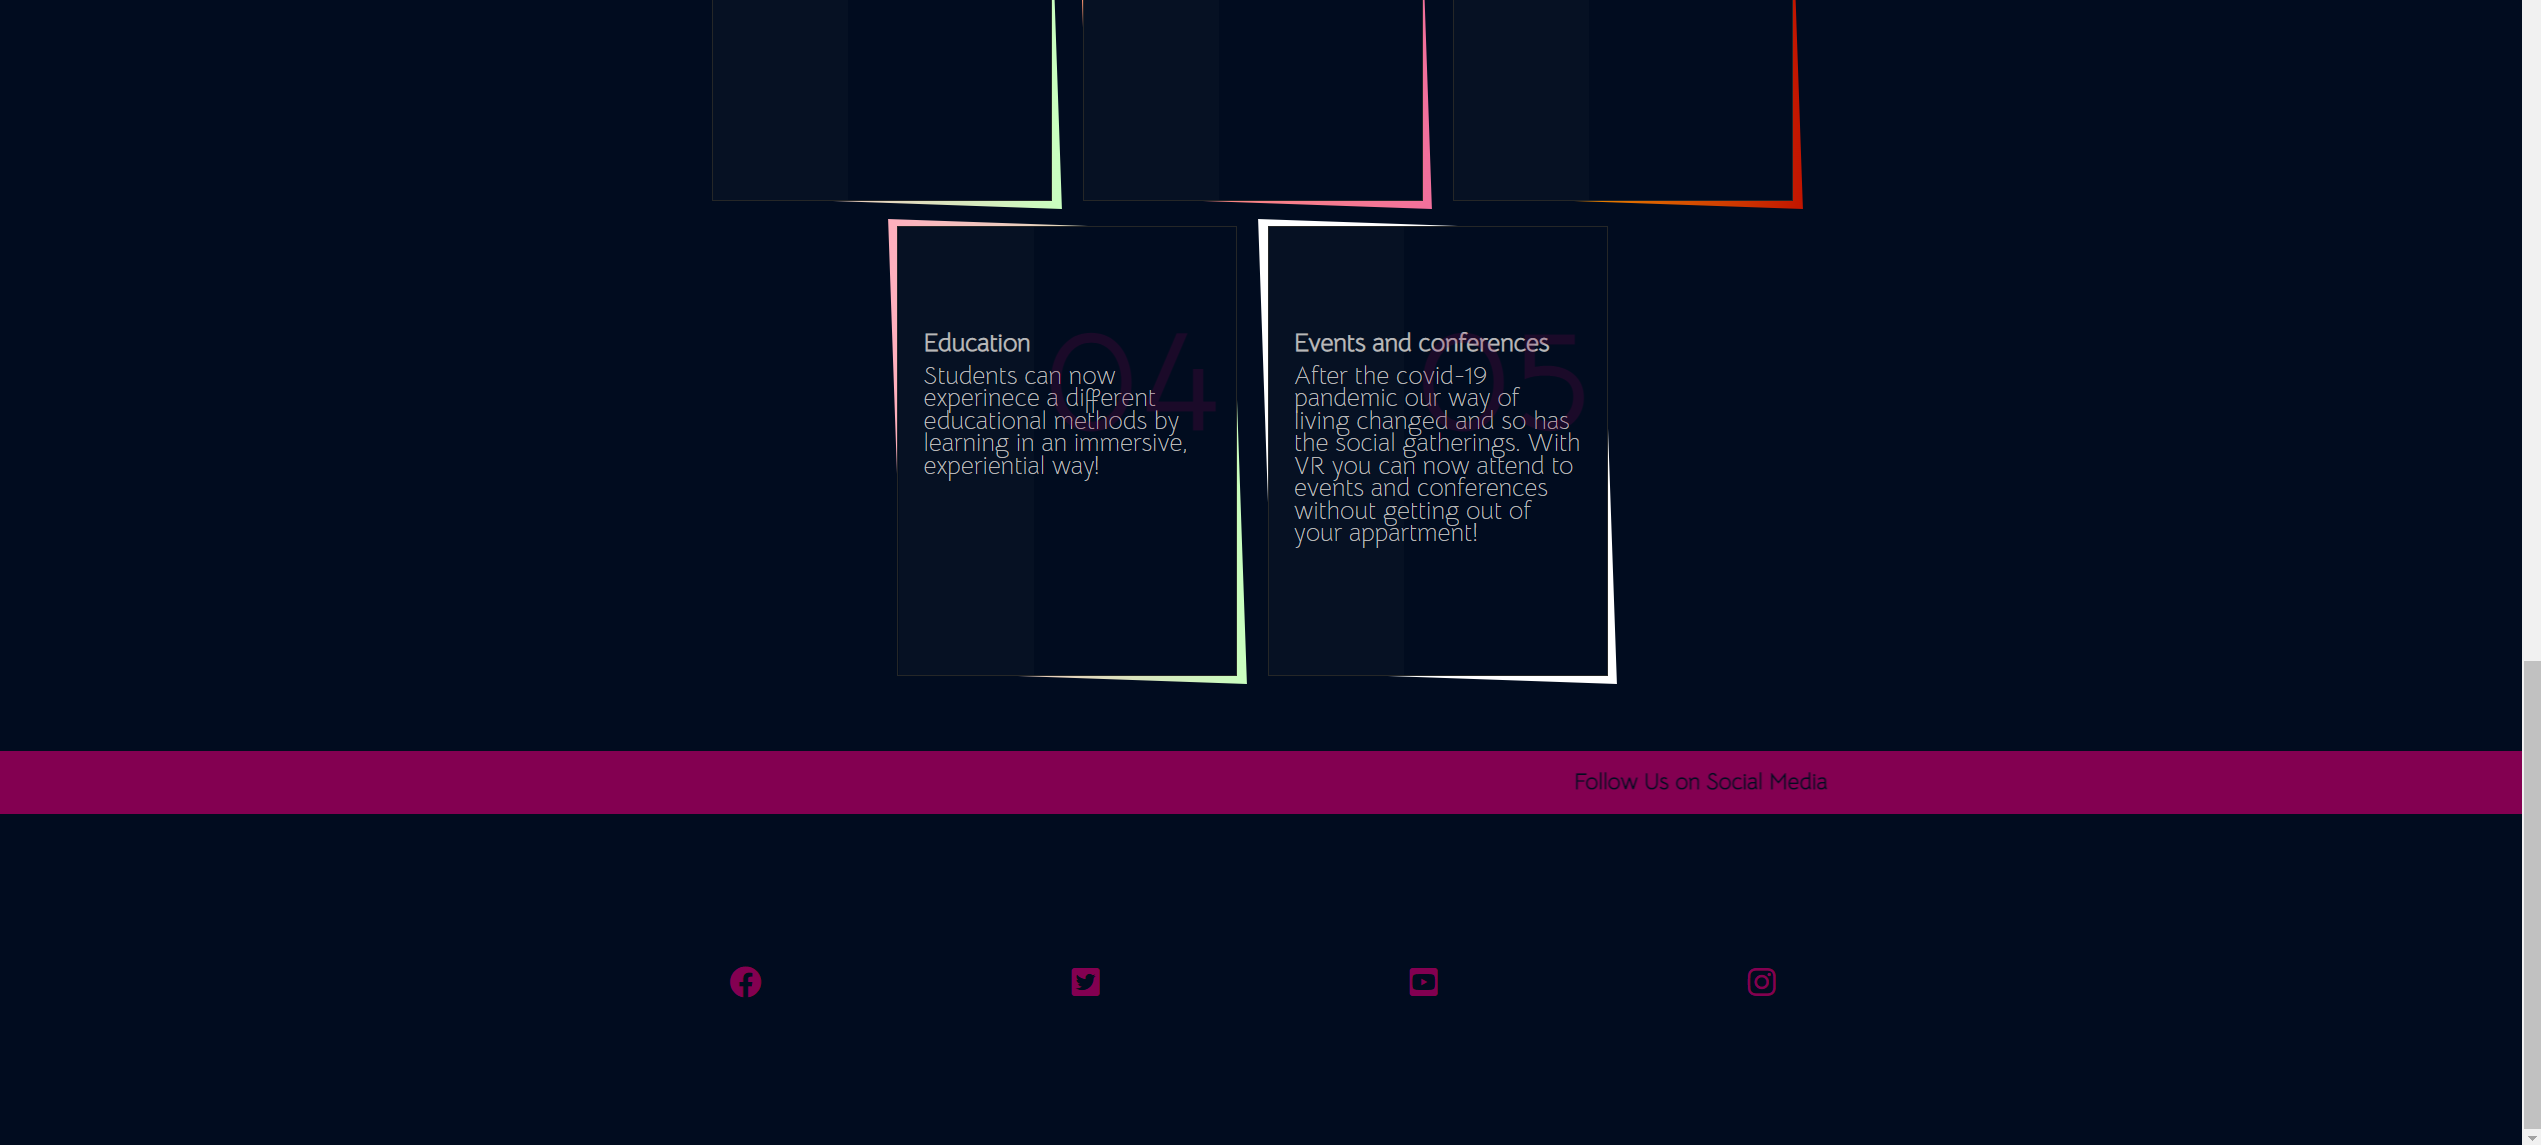 04
Education
Students can now
experinece a different
educational methods by
learning in an immersive,
experiential way!
05
Events and conferences
After the covid-19
pandemic our way of
living changed and so has
the social gatherings. With
VR you can now attend to
events and conferences
without getting out of
your appartment!
Follow Us on Social Media